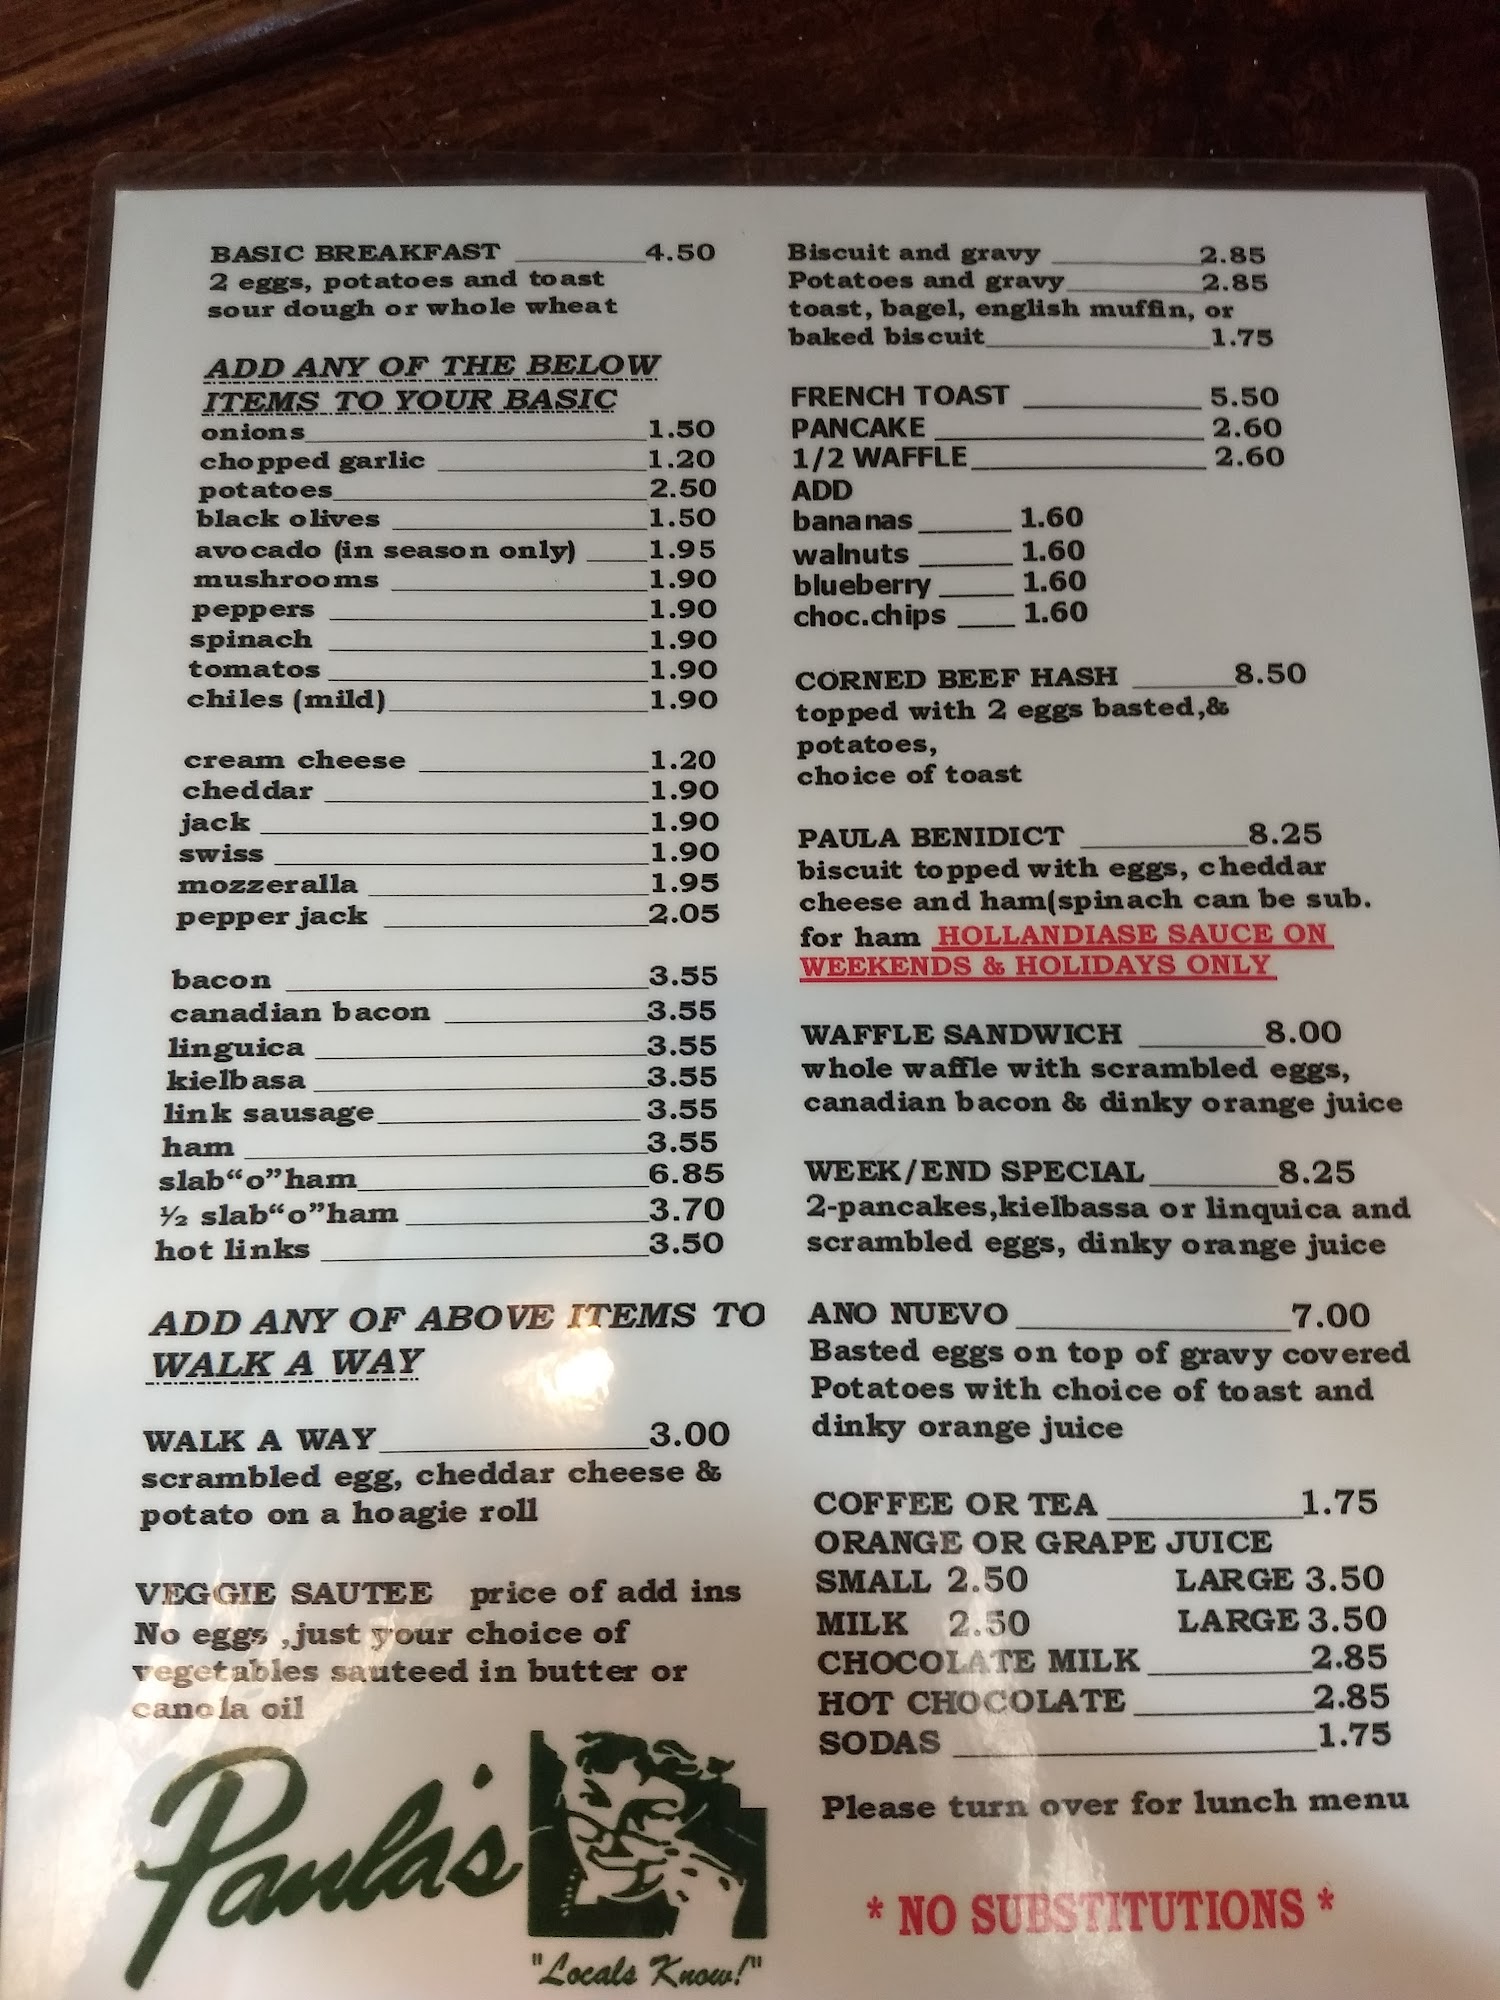 BASIC BREAKFAST 4.50
2 eggs, potatoes and toast
sour dough or whole wheat
ADD ANY OF THE BELOW
ITEMS TO YOUR BASIC
onions 1.50
chopped garlic 1.20
potatoes 2.50
black olives 1.50
avocado (in season only) 1.95
mushrooms 1.90
peppers 1.90
spinach 1.90
tomatos 1.90
chiles (mild) 1.90
cream cheese 1.20
cheddar 1.90
jack 1.90
swiss 1.90
mozzeralla 1.95
pepper jack 2.05
bacon 3.55
canadian bacon 3.55
linguica 3.55
kielbasa 3.55
link sausage 3.55
ham 3.55
slab“o”ham 6.85
½ slab“o”ham 3.70
hot links 3.50
ADD ANY OF ABOVE ITEMS TO
WALK A WAY
WALK A WAY 3.00
scrambled egg, cheddar cheese &
potato on a hoagie roll
VEGGIE SAUTEE price of add ins
No eggs ,just your choice of
vegetables sauteed in butter or
canola oil
Paula's
"Locals Know!"
Biscuit and gravy 2.85
Potatoes and gravy 2.85
toast, bagel, english muffin, or
baked biscuit 1.75
FRENCH TOAST 5.50
PANCAKE 2.60
1/2 WAFFLE 2.60
ADD
bananas 1.60
walnuts 1.60
blueberry 1.60
choc.chips 1.60
CORNED BEEF HASH 8.50
topped with 2 eggs basted,&
potatoes,
choice of toast
PAULA BENIDICT 8.25
biscuit topped with eggs, cheddar
cheese and ham(spinach can be sub.
for ham HOLLANDIASE SAUCE ON
WEEKENDS & HOLIDAYS ONLY
WAFFLE SANDWICH 8.00
whole waffle with scrambled eggs,
canadian bacon & dinky orange juice
WEEK/END SPECIAL 8.25
2-pancakes,kielbassa or linquica and
scrambled eggs, dinky orange juice
ANO NUEVO 7.00
Basted eggs on top of gravy covered
Potatoes with choice of toast and
dinky orange juice
COFFEE OR TEA 1.75
ORANGE OR GRAPE JUICE
SMALL 2.50 LARGE 3.50
MILK 2.50 LARGE 3.50
CHOCOLATE MILK 2.85
HOT CHOCOLATE 2.85
SODAS 1.75
Please turn over for lunch menu
* NO SUBSTITUTIONS *